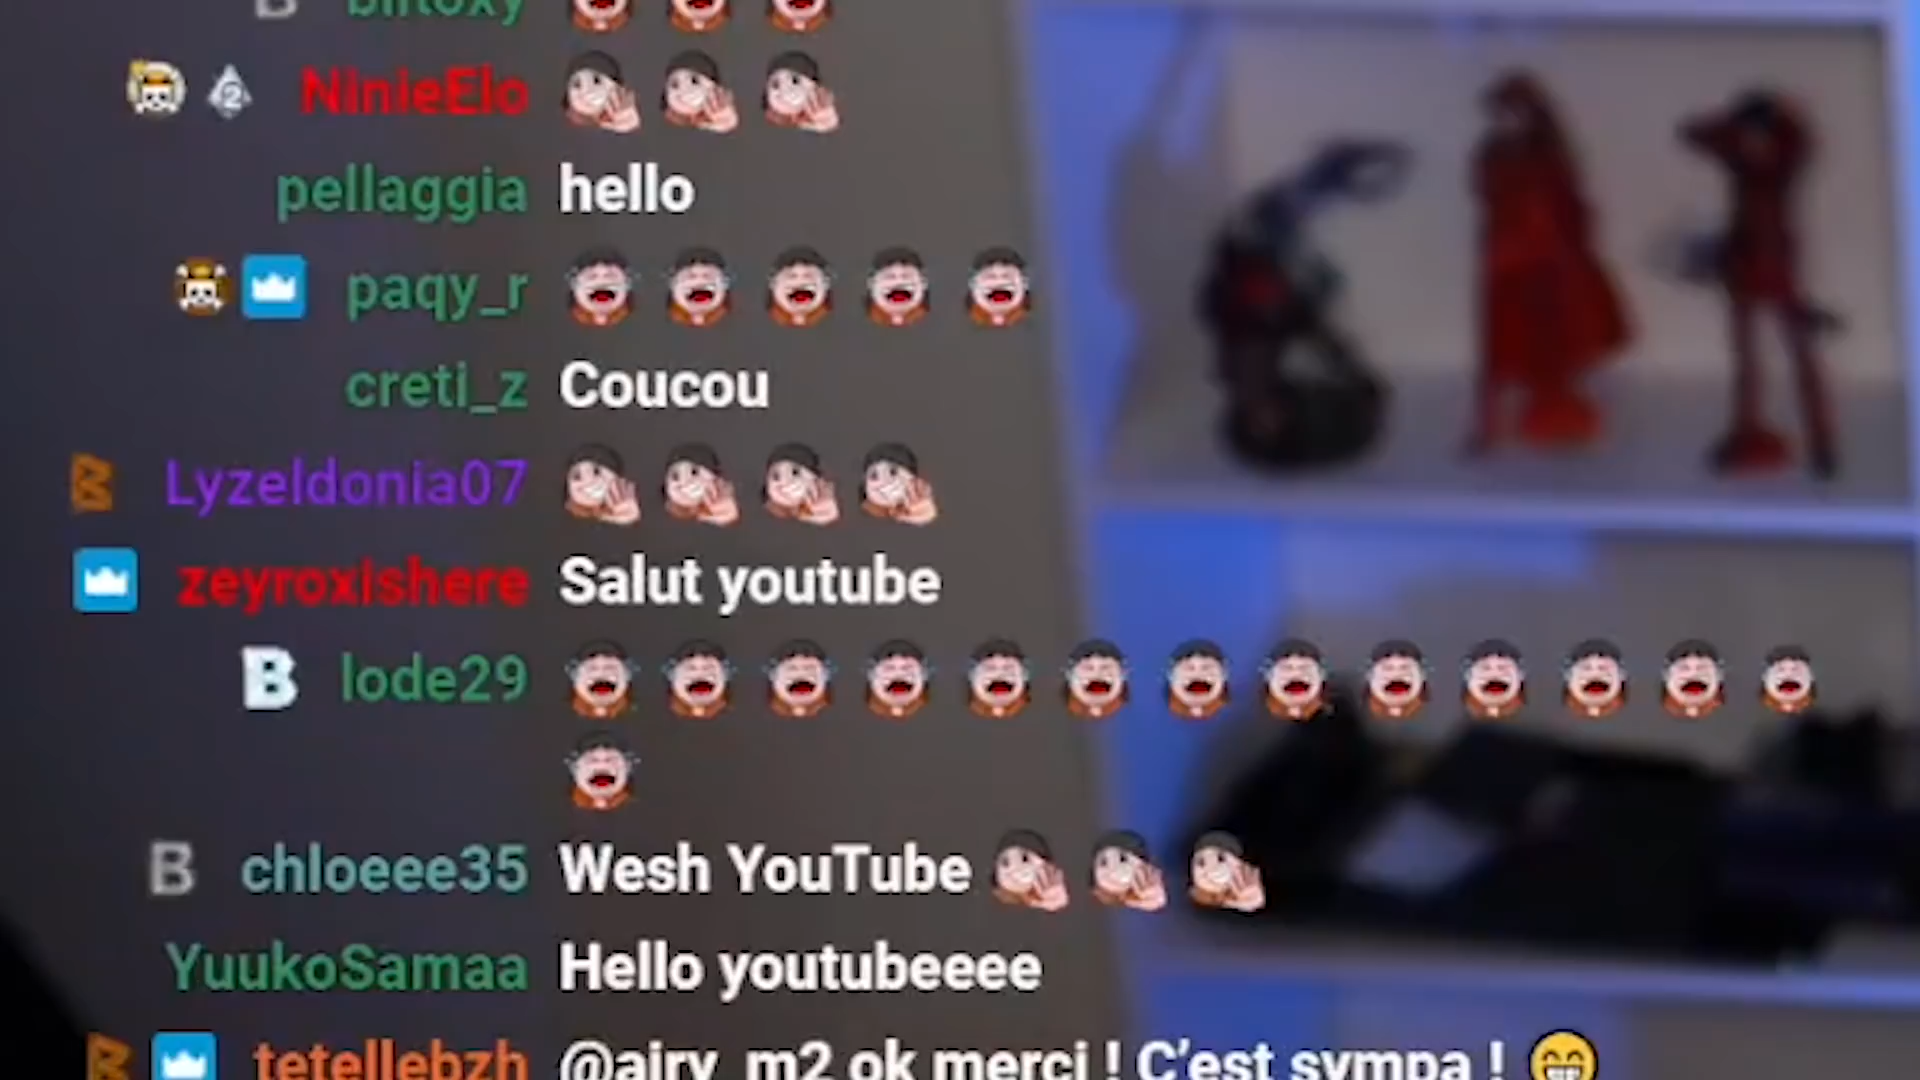 NinieElo
pellaggia hello
paqy_r
creti_z Coucou
Lyzeldonia07
zeyroxishere Salut youtube
B lode29
B chloeee35 Wesh YouTube
YuukoSamaa Hello youtubeeee
tetellebzh @airy_m2 ok merci ! C'est sympa !